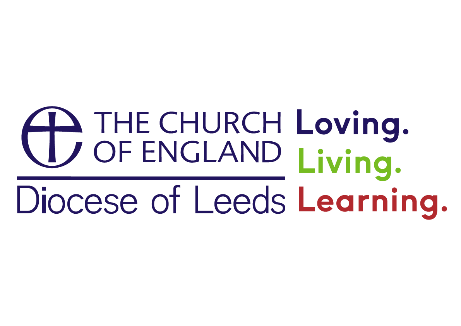 THE CHURCH
OF ENGLAND
Diocese of Leeds
Loving.
Living.
Learning.